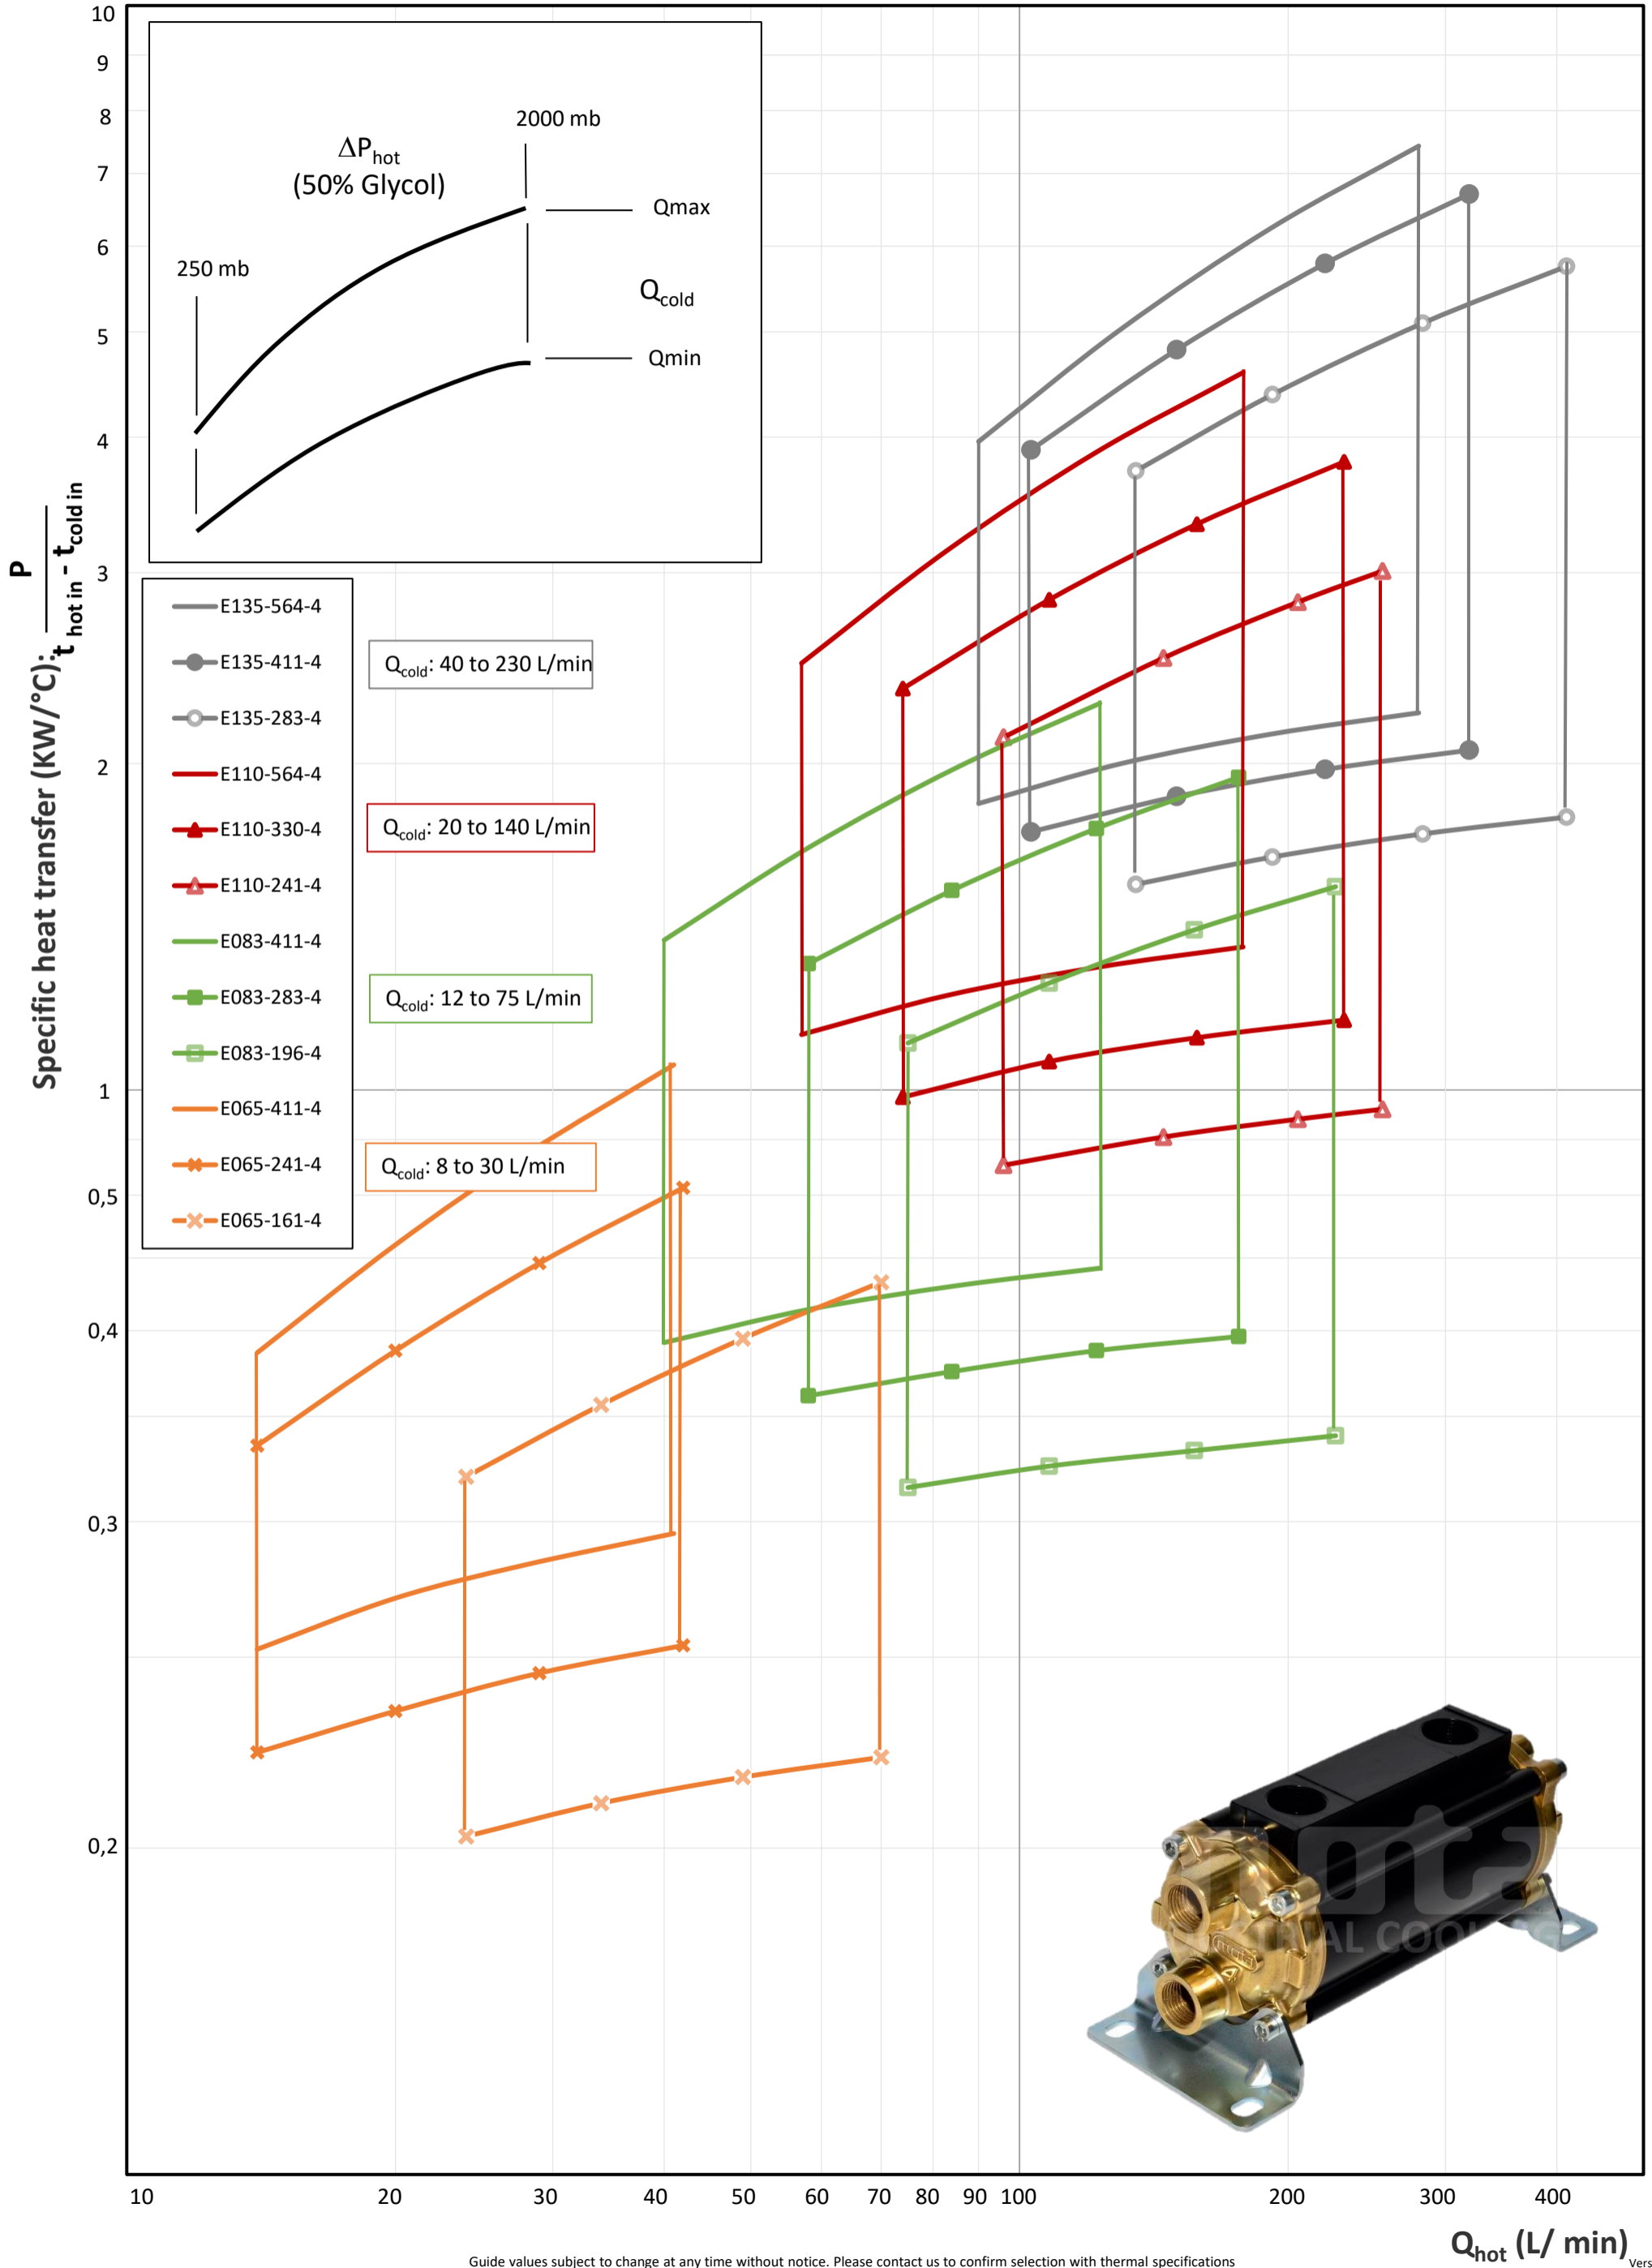 10
9
8
7
6
5
4
3
2
1
0,5
0,4
0,3
0,2
Specific heat transfer (KW/°C):
P
t hot in - t cold in
2000 mb
ΔPhot
(50% Glycol)
Qmax
250 mb
Qcold
Qmin
E135-564-4
E135-411-4
E135-283-4
E110-564-4
E110-330-4
E110-241-4
E083-411-4
E083-283-4
E083-196-4
E065-411-4
E065-241-4
E065-161-4
Qcold: 40 to 230 L/min
Qcold: 20 to 140 L/min
Qcold: 12 to 75 L/min
Qcold: 8 to 30 L/min
10 20 30 40 50 60 70 80 90 100 200 300 400
Qhot (L/ min)
Guide values subject to change at any time without notice. Please contact us to confirm selection with thermal specifications
Vers